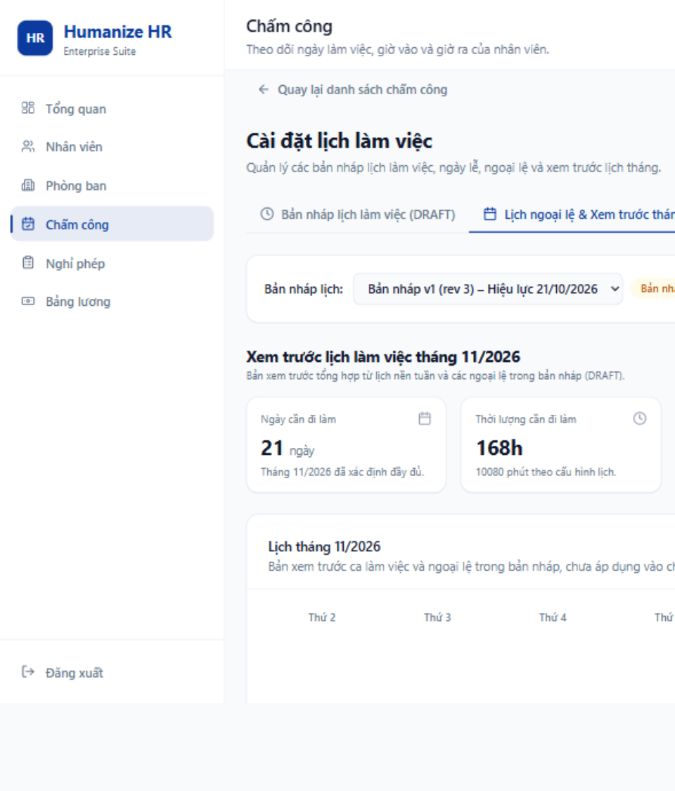 HR
Humanize HR
Enterprise Suite
Tổng quan
Nhân viên
Phòng ban
Chấm công
Nghỉ phép
Bảng lương
Đăng xuất
Chấm công
Theo dõi ngày làm việc, giờ vào và giờ ra của nhân viên.
Quay lại danh sách chấm công
Cài đặt lịch làm việc
Quản lý các bản nháp lịch làm việc, ngày lễ, ngoại lệ và xem trước lịch tháng.
Bản nháp lịch làm việc (DRAFT)
Lịch ngoại lệ & Xem trước thán
Bản nháp lịch:
Bản nháp v1 (rev 3) – Hiệu lực 21/10/2026
Bản nh
Xem trước lịch làm việc tháng 11/2026
Bản xem trước tổng hợp từ lịch nền tuần và các ngoại lệ trong bản nháp (DRAFT).
Ngày cần đi làm
21 ngày
Tháng 11/2026 đã xác định đầy đủ.
Thời lượng cần đi làm
168h
10080 phút theo cấu hình lịch.
Lịch tháng 11/2026
Bản xem trước ca làm việc và ngoại lệ trong bản nháp, chưa áp dụng vào ch
Thứ 2
Thứ 3
Thứ 4
Thứ